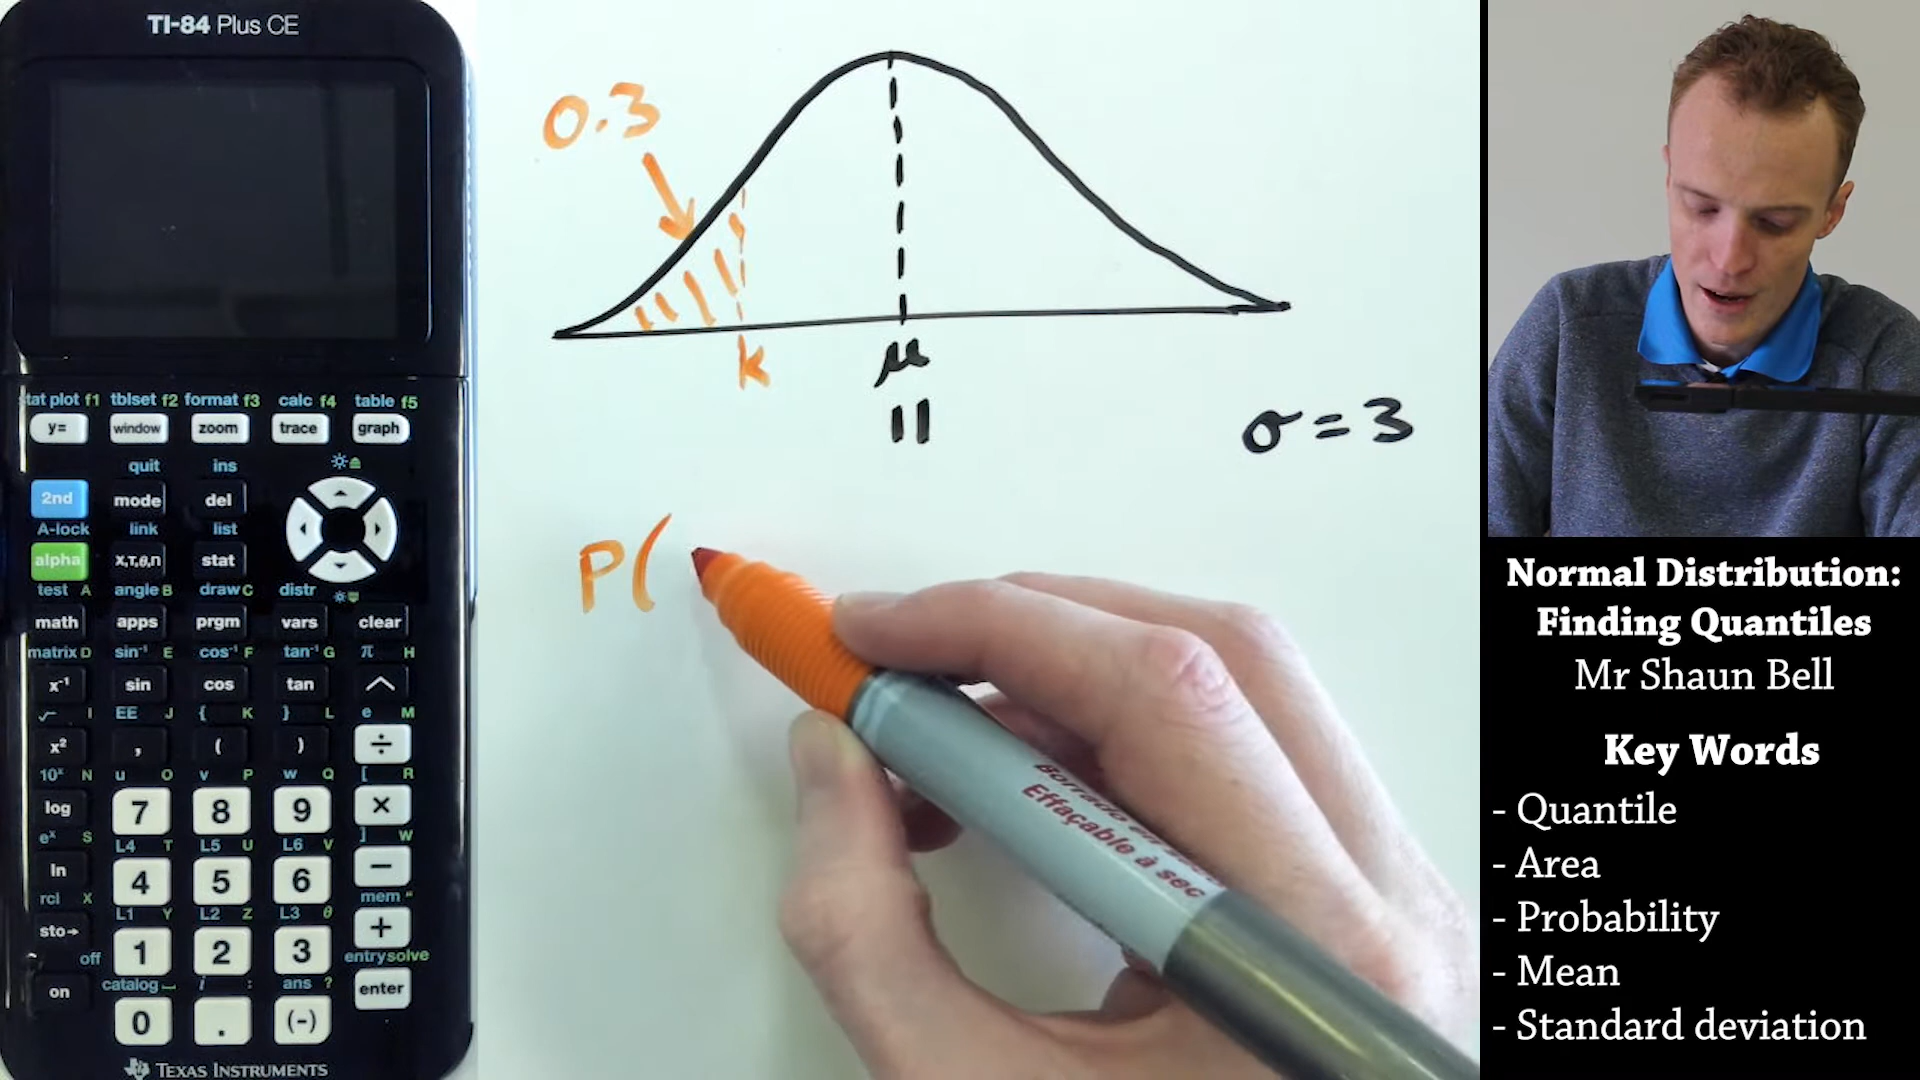 TI-84 Plus CE
stat plot f1 tblset f2 format f3 calc f4 table f5
y= window zoom trace graph
quit ins
2nd mode del
A-lock link list
alpha X,T,θ,n stat
test A angle B draw C distr
math apps prgm vars clear
matrix D sin⁻¹ E cos⁻¹ F tan⁻¹ G π H
x⁻¹ sin cos tan ^
√ I EE J { K } L e M
x² , ( ) ÷
10ˣ N u O v P w Q [ R
log 7 8 9 ×
eˣ S L4 T L5 U L6 V ] W
ln 4 5 6 −
rcl X L1 Y L2 Z L3 θ mem "
sto→ 1 2 3 +
off catalog i : ans ? entry solve
on 0 . (-) enter
TEXAS INSTRUMENTS
0.3
k
μ
11
σ = 3
P(
Effaçable à sec
Normal Distribution:
Finding Quantiles
Mr Shaun Bell
Key Words
- Quantile
- Area
- Probability
- Mean
- Standard deviation